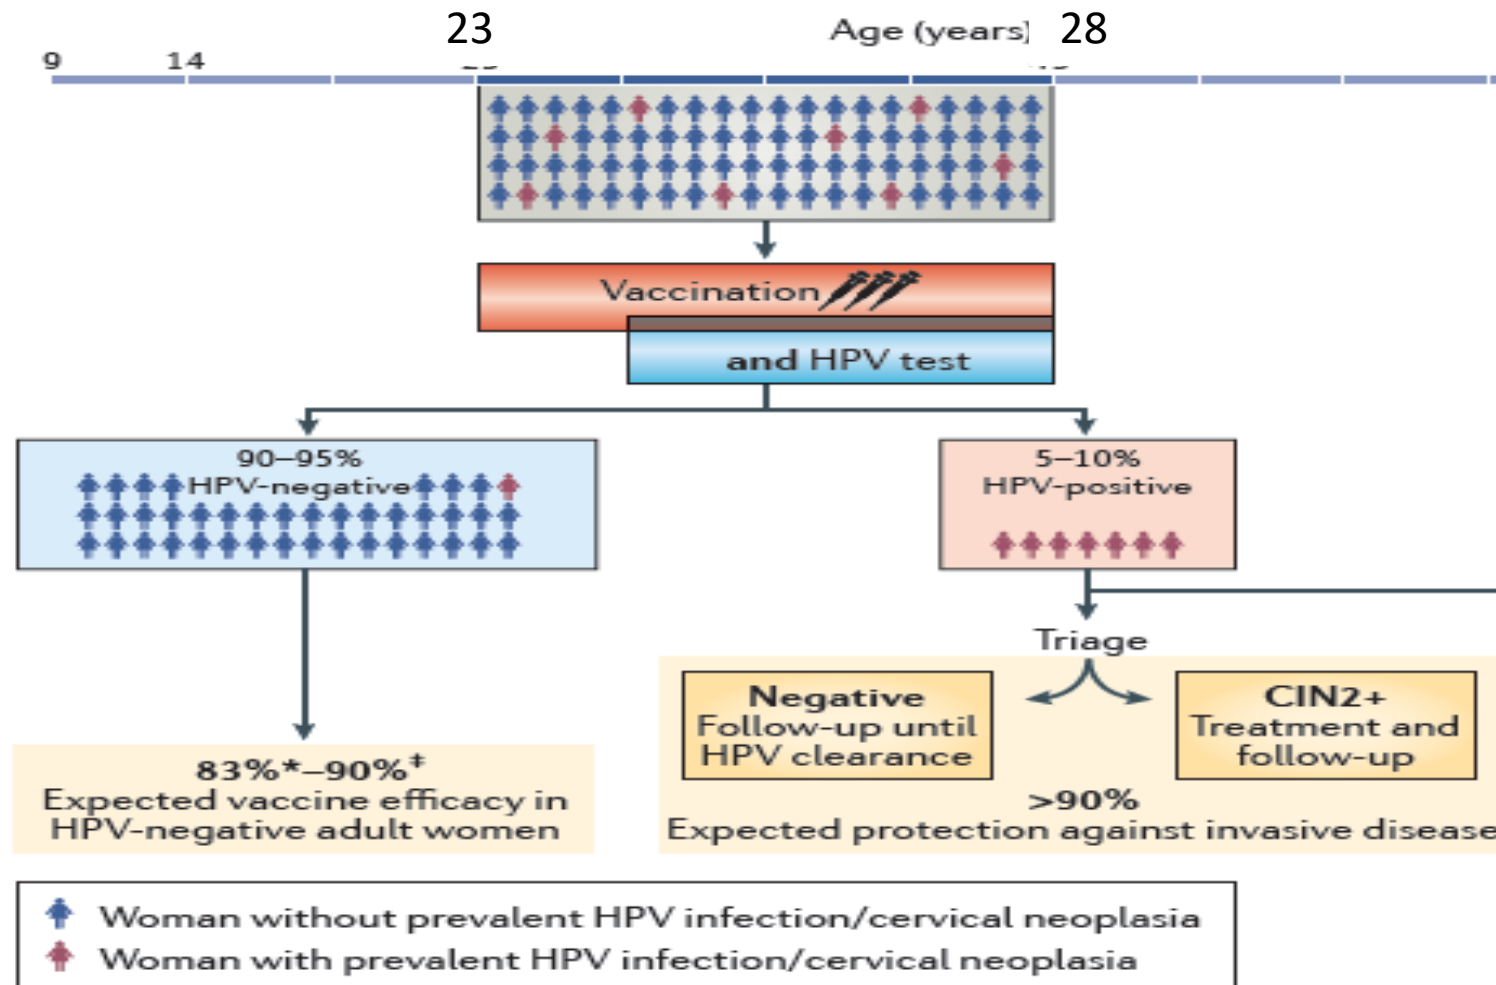 23 Age (years) 28
9 14
Vaccination
and HPV test
90–95%
HPV-negative
5–10%
HPV-positive
Triage
Negative
Follow-up until
HPV clearance
CIN2+
Treatment and
follow-up
83%*–90%‡
Expected vaccine efficacy in
HPV-negative adult women
>90%
Expected protection against invasive disease
Woman without prevalent HPV infection/cervical neoplasia
Woman with prevalent HPV infection/cervical neoplasia